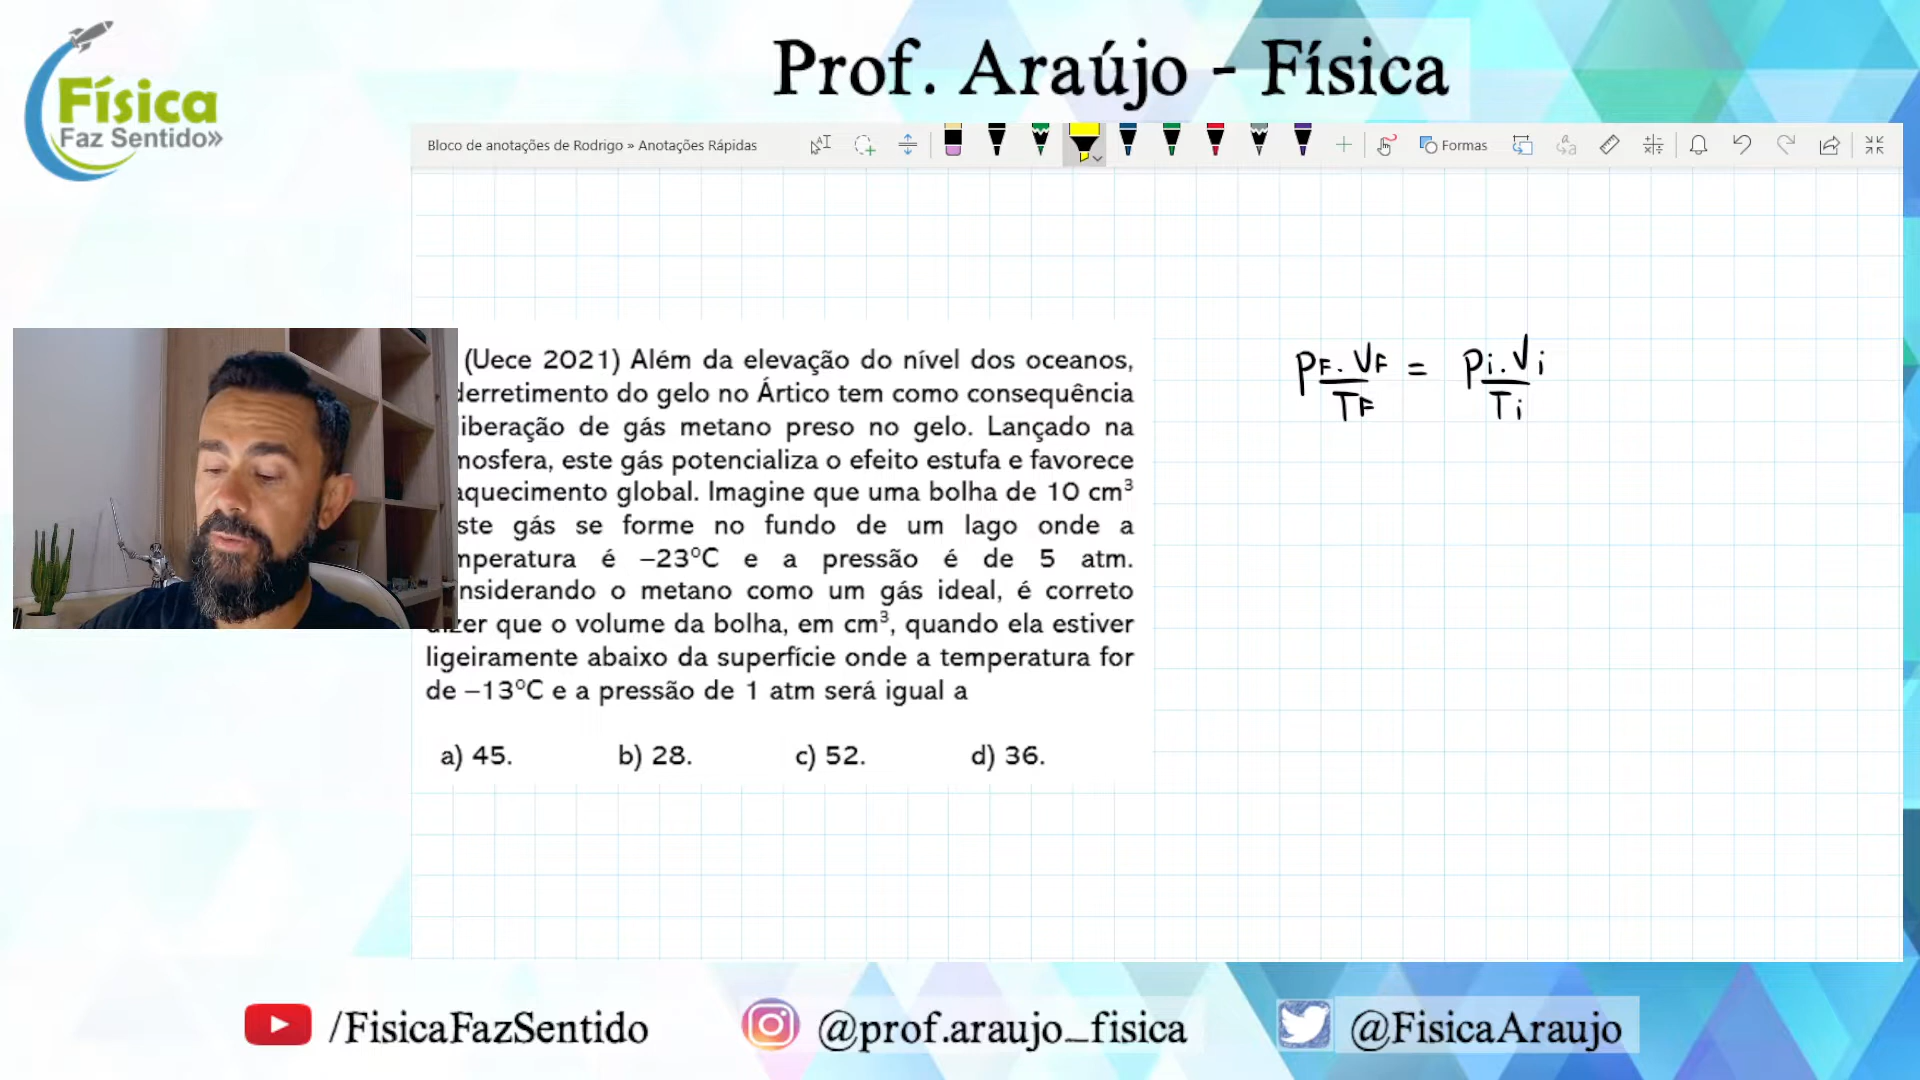 Física
Faz Sentido»
Prof. Araújo - Física
Bloco de anotações de Rodrigo » Anotações Rápidas
Formas
(Uece 2021) Além da elevação do nível dos oceanos,
derretimento do gelo no Ártico tem como consequência
liberação de gás metano preso no gelo. Lançado na
mosfera, este gás potencializa o efeito estufa e favorece
aquecimento global. Imagine que uma bolha de 10 cm³
ste gás se forme no fundo de um lago onde a
mperatura é –23ºC e a pressão é de 5 atm.
nsiderando o metano como um gás ideal, é correto
dizer que o volume da bolha, em cm³, quando ela estiver
ligeiramente abaixo da superfície onde a temperatura for
de –13ºC e a pressão de 1 atm será igual a
a) 45. b) 28. c) 52. d) 36.
PF. VF = Pi. Vi
TF Ti
/FisicaFazSentido @prof.araujo_fisica @FisicaAraujo